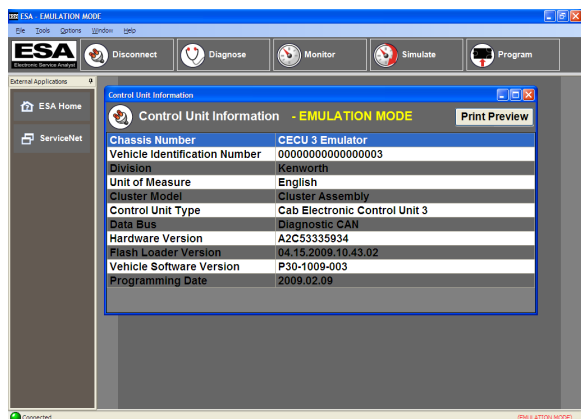 ESA - EMULATION MODE
File Tools Options Window Help
ESA
Electronic Service Analyst
Disconnect
Diagnose
Monitor
Simulate
Program
External Applications
ESA Home
ServiceNet
Control Unit Information
Control Unit Information - EMULATION MODE
Print Preview
Chassis Number CECU 3 Emulator
Vehicle Identification Number 00000000000000003
Division Kenworth
Unit of Measure English
Cluster Model Cluster Assembly
Control Unit Type Cab Electronic Control Unit 3
Data Bus Diagnostic CAN
Hardware Version A2C53335934
Flash Loader Version 04.15.2009.10.43.02
Vehicle Software Version P30-1009-003
Programming Date 2009.02.09
Connected
[EMULATION MODE]